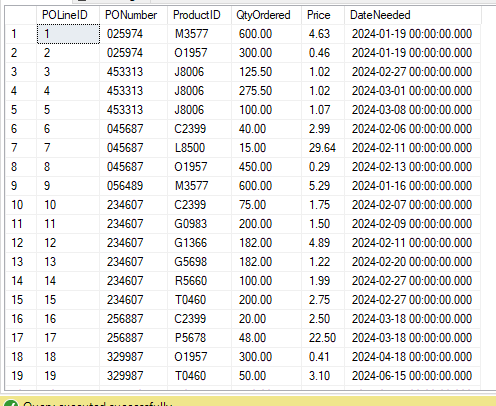 POLineID PONumber ProductID QtyOrdered Price DateNeeded
1 1 025974 M3577 600.00 4.63 2024-01-19 00:00:00.000
2 2 025974 O1957 300.00 0.46 2024-01-19 00:00:00.000
3 3 453313 J8006 125.50 1.02 2024-02-27 00:00:00.000
4 4 453313 J8006 275.50 1.02 2024-03-01 00:00:00.000
5 5 453313 J8006 100.00 1.07 2024-03-08 00:00:00.000
6 6 045687 C2399 40.00 2.99 2024-02-06 00:00:00.000
7 7 045687 L8500 15.00 29.64 2024-02-11 00:00:00.000
8 8 045687 O1957 450.00 0.29 2024-02-13 00:00:00.000
9 9 056489 M3577 600.00 5.29 2024-01-16 00:00:00.000
10 10 234607 C2399 75.00 1.75 2024-02-07 00:00:00.000
11 11 234607 G0983 200.00 1.50 2024-02-09 00:00:00.000
12 12 234607 G1366 182.00 4.89 2024-02-11 00:00:00.000
13 13 234607 G5698 182.00 1.22 2024-02-20 00:00:00.000
14 14 234607 R5660 100.00 1.99 2024-02-27 00:00:00.000
15 15 234607 T0460 200.00 2.75 2024-02-27 00:00:00.000
16 16 256887 C2399 20.00 2.50 2024-03-18 00:00:00.000
17 17 256887 P5678 48.00 22.50 2024-03-18 00:00:00.000
18 18 329987 O1957 300.00 0.41 2024-04-18 00:00:00.000
19 19 329987 T0460 50.00 3.10 2024-06-15 00:00:00.000
Query executed successfully